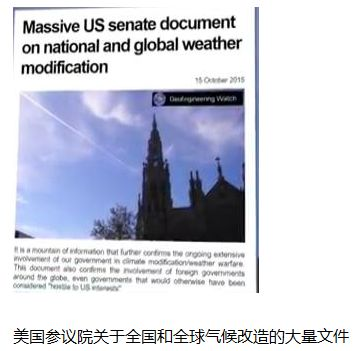 Massive US senate document
on national and global weather
modification
15 October 2015
GeoEngineering Watch
It is a mountain of information that further confirms the ongoing extensive
involvement of our government in climate modification/weather warfare.
This document also confirms the involvement of foreign governments
around the globe, even governments that would otherwise have been
considered "hostile to US interests"
美国参议院关于全国和全球气候改造的大量文件